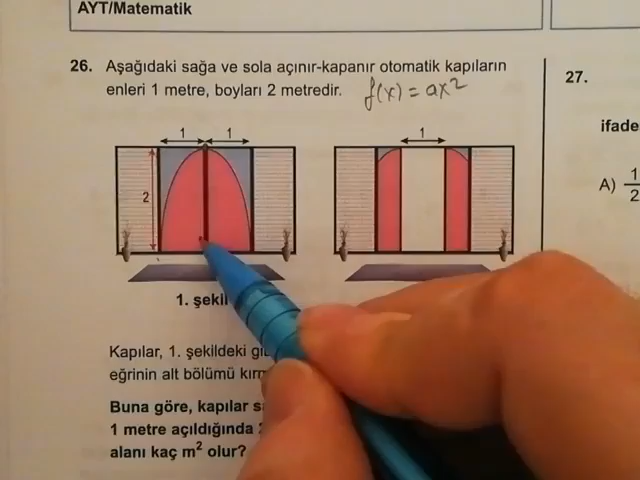 AYT/Matematik
26. Aşağıdaki sağa ve sola açınır-kapanır otomatik kapıların
enleri 1 metre, boyları 2 metredir. f(x) = ax²
1 1
2
1
1. şekil
Kapılar, 1. şekildeki
eğrinin alt bölümü
Buna göre, kapılar
1 metre açıldığında
alanı kaç m² olur?
27.
ifade
A) 1/2